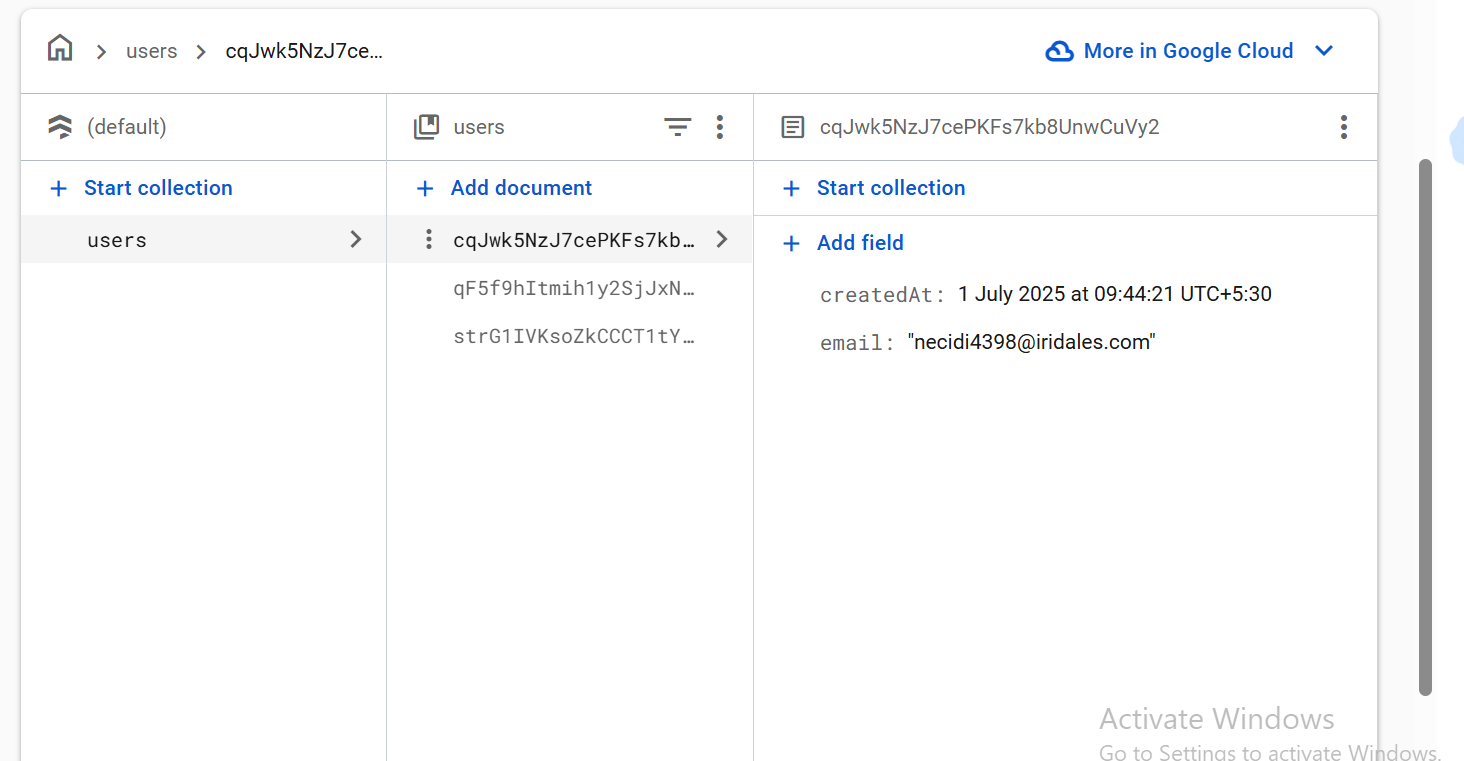 users cqJwk5NzJ7ce…
More in Google Cloud
(default)
users
cqJwk5NzJ7cePKFs7kb8UnwCuVy2
Start collection
Add document
Start collection
users
cqJwk5NzJ7cePKFs7kb…
qF5f9hItmih1y2SjJxN…
strG1IVKsoZkCCCT1tY…
Add field
createdAt: 1 July 2025 at 09:44:21 UTC+5:30
email: "necidi4398@iridales.com"
Activate Windows
Go to Settings to activate Windows.